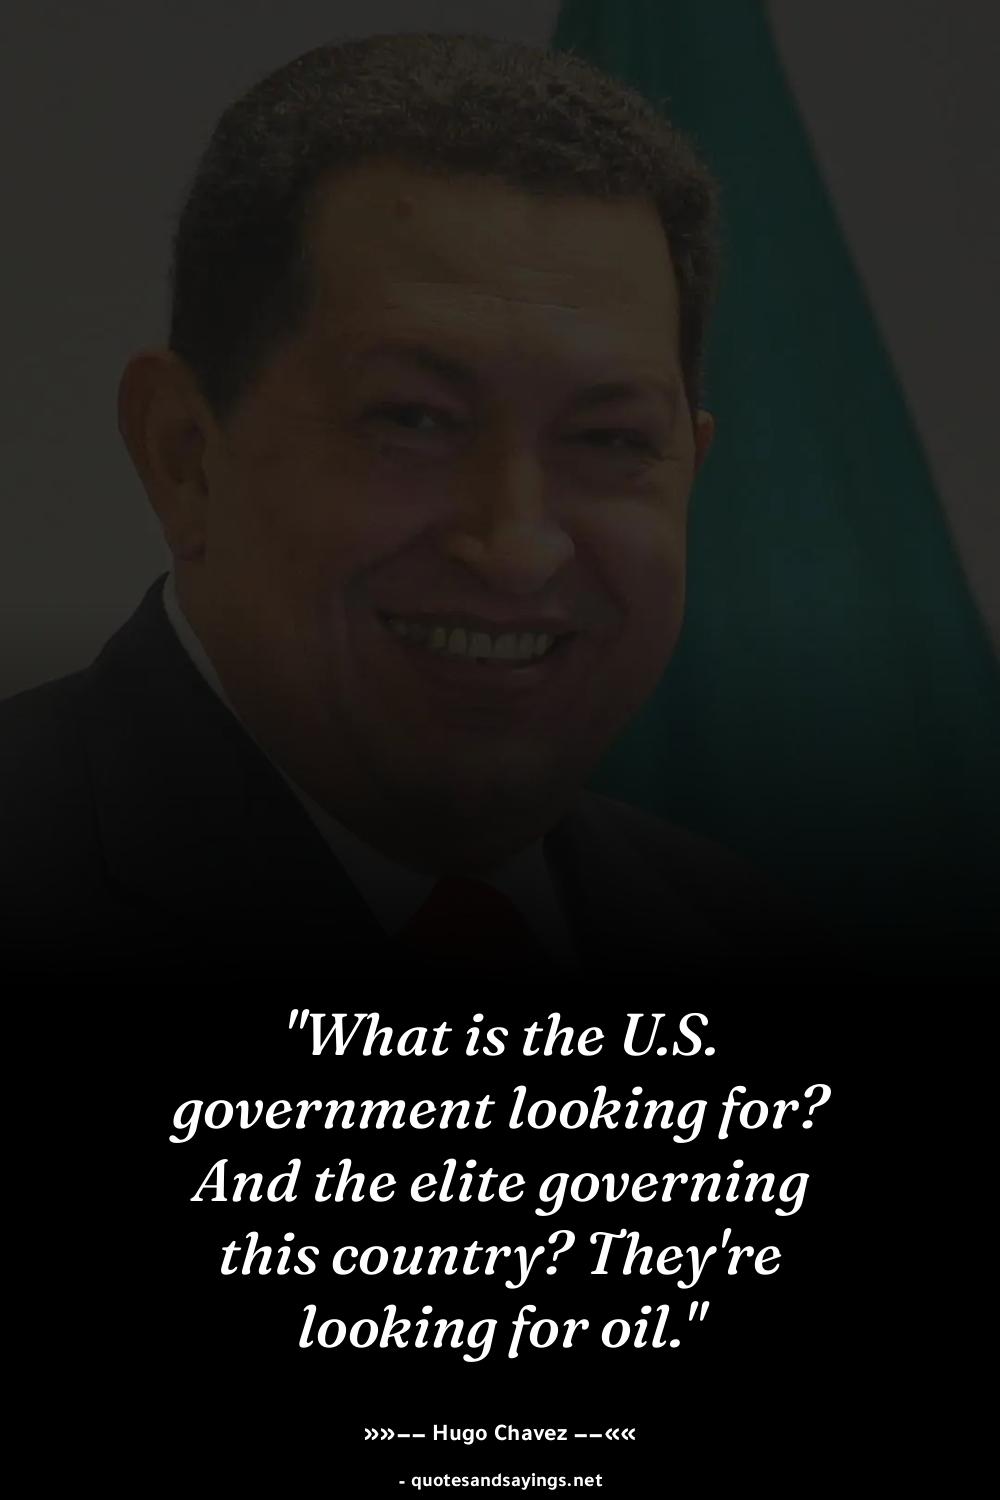 "What is the U.S.
government looking for?
And the elite governing
this country? They're
looking for oil."
»»–– Hugo Chavez ––««
- quotesandsayings.net